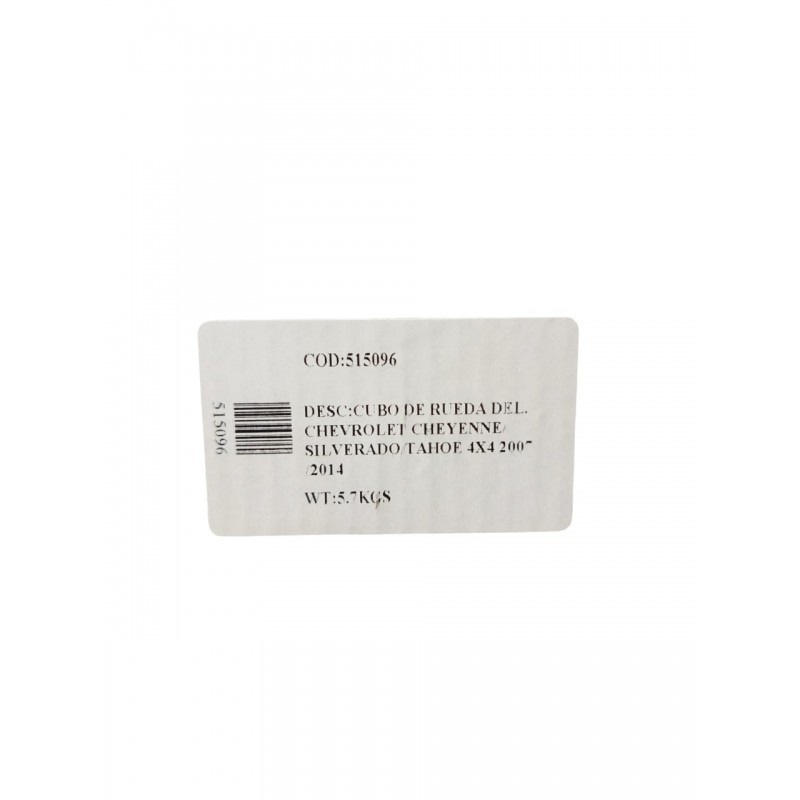 COD:515096
515096
DESC:CUBO DE RUEDA DEL.
CHEVROLET CHEYENNE/
SILVERADO/TAHOE 4X4 2007
/2014
WT:5.7KGS